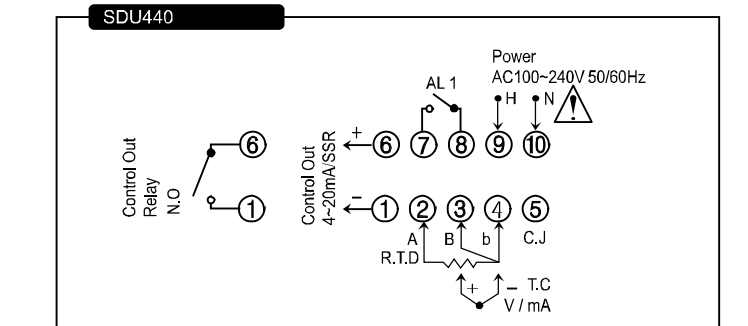 SDU440
Power
AC100~240V 50/60Hz
AL 1
H N
Control Out
Relay
N.O
6
1
Control Out
4~20mA/SSR
+ 6 7 8 9 10
− 1 2 3 4 5
A B b C.J
R.T.D
+ − T.C
V / mA